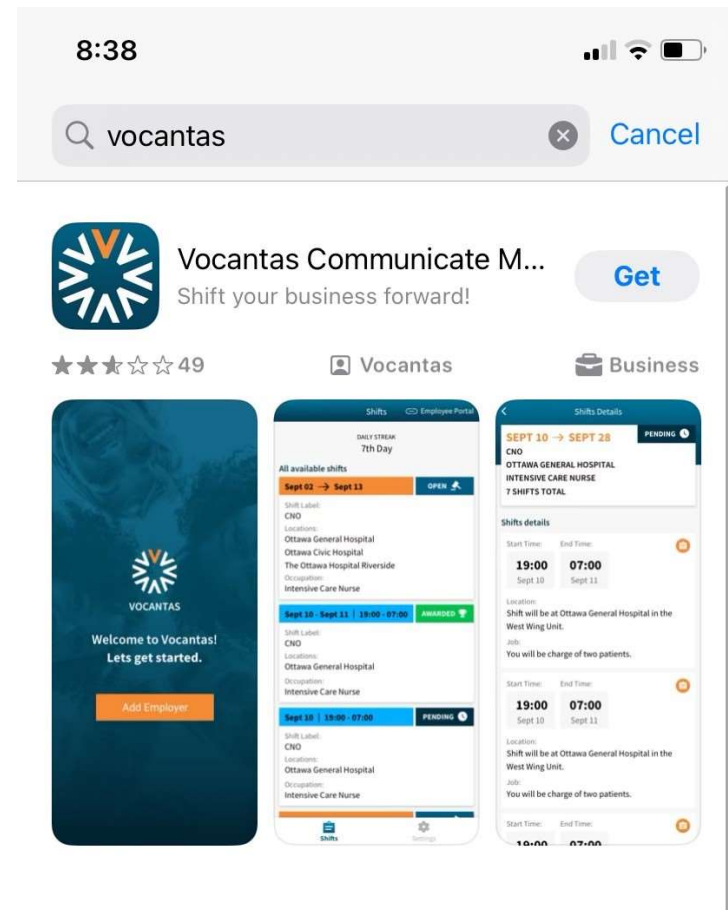 8:38
vocantas
Cancel
Vocantas Communicate M...
Shift your business forward!
Get
49
Vocantas
Business
VOCANTAS
Welcome to Vocantas!
Lets get started.
Add Employer
Shifts
Employee Portal
DAILY STREAK
7th Day
All available shifts
Sept 02 → Sept 13
OPEN
Shift Label:
CNO
Locations:
Ottawa General Hospital
Ottawa Civic Hospital
The Ottawa Hospital Riverside
Occupation:
Intensive Care Nurse
Sept 10 - Sept 11 | 19:00 - 07:00
AWARDED
Shift Label:
CNO
Locations:
Ottawa General Hospital
Occupation:
Intensive Care Nurse
Sept 10 | 19:00 - 07:00
PENDING
Shift Label:
CNO
Locations:
Ottawa General Hospital
Occupation:
Intensive Care Nurse
Shifts
Settings
Shifts Details
SEPT 10 → SEPT 28
PENDING
CNO
OTTAWA GENERAL HOSPITAL
INTENSIVE CARE NURSE
7 SHIFTS TOTAL
Shifts details
Start Time: End Time:
19:00 07:00
Sept 10 Sept 11
Location:
Shift will be at Ottawa General Hospital in the
West Wing Unit.
Job:
You will be charge of two patients.
Start Time: End Time:
19:00 07:00
Sept 10 Sept 11
Location:
Shift will be at Ottawa General Hospital in the
West Wing Unit.
Job:
You will be charge of two patients.
Start Time: End Time:
19:00 07:00